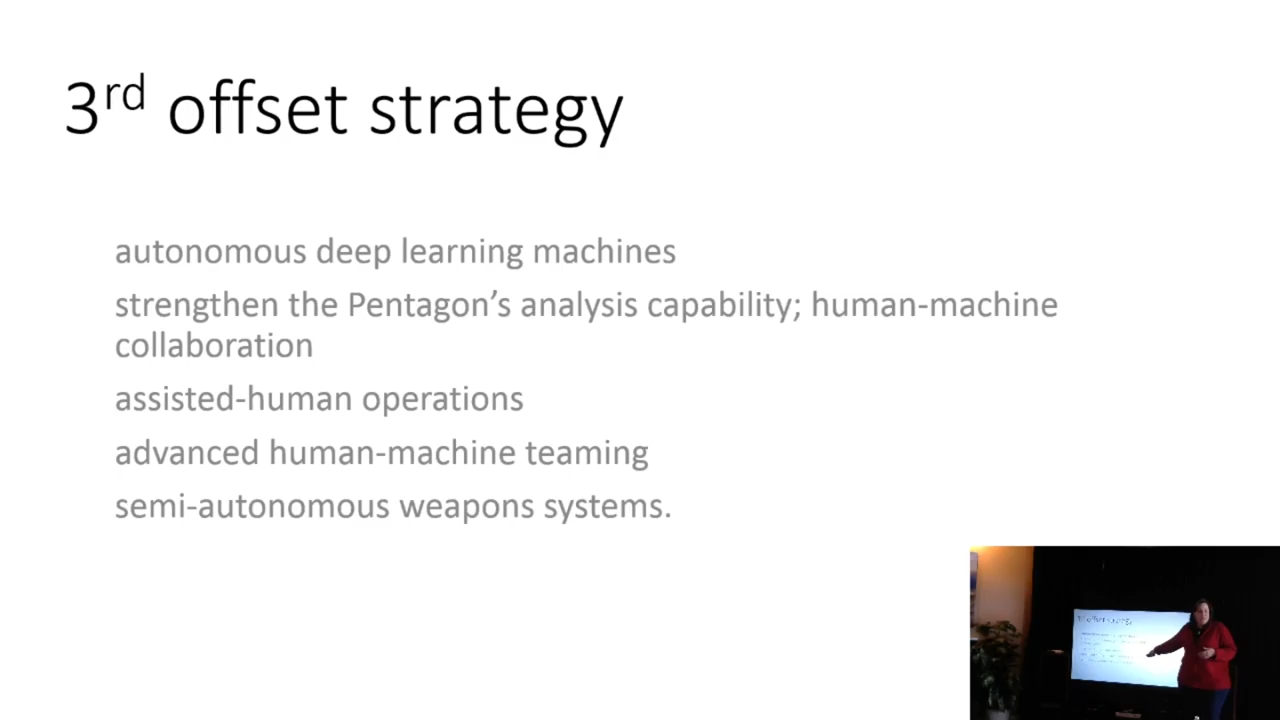 3rd offset strategy
autonomous deep learning machines
strengthen the Pentagon’s analysis capability; human-machine
collaboration
assisted-human operations
advanced human-machine teaming
semi-autonomous weapons systems.